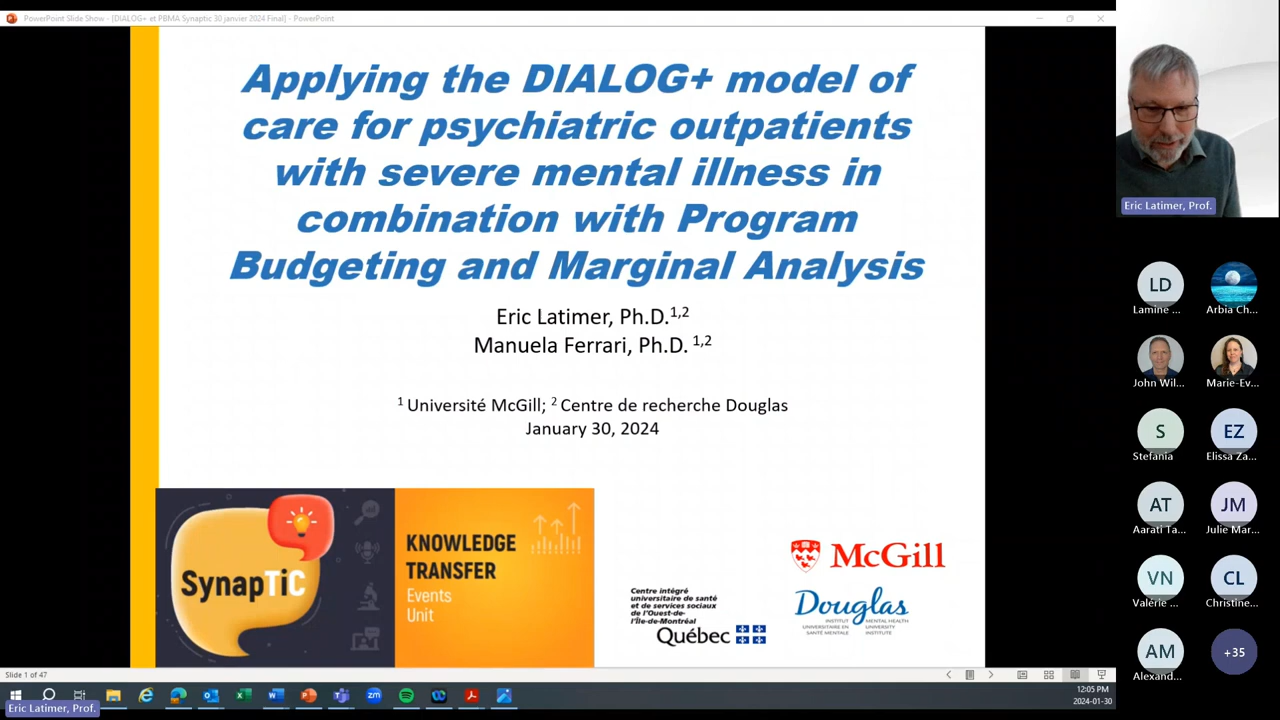 PowerPoint Slide Show - [DIALOG+ et PBMA Synaptic 30 janvier 2024 Final] - PowerPoint
Applying the DIALOG+ model of
care for psychiatric outpatients
with severe mental illness in
combination with Program
Budgeting and Marginal Analysis
Eric Latimer, Ph.D.1,2
Manuela Ferrari, Ph.D. 1,2
1 Université McGill; 2 Centre de recherche Douglas
January 30, 2024
SynapTiC
KNOWLEDGE
TRANSFER
Events
Unit
Centre intégré
universitaire de santé
et de services sociaux
de l'Ouest-de-
l'Île-de-Montréal
Québec
McGill
Douglas
INSTITUT
UNIVERSITAIRE EN
SANTÉ MENTALE
MENTAL HEALTH
UNIVERSITY
INSTITUTE
Slide 1 of 47
12:05 PM
2024-01-30
Eric Latimer, Prof.
Eric Latimer, Prof.
LD
Lamine ...
Arbia Ch...
John Wil...
Marie-Ev...
S
Stefania
EZ
Elissa Za...
AT
Aarati Ta...
JM
Julie Mar...
VN
Valérie ...
CL
Christine...
AM
Alexand...
+35